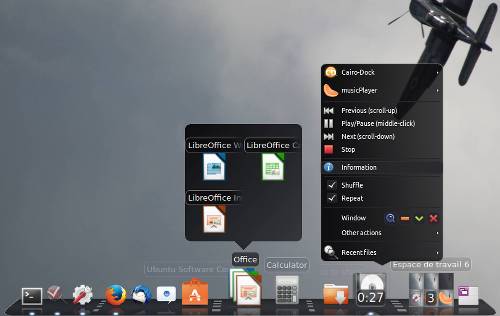 Cairo-Dock
musicPlayer
Previous (scroll-up)
Play/Pause (middle-click)
Next (scroll-down)
Stop
Information
Shuffle
Repeat
Window
Other actions
Recent files
LibreOffice W
LibreOffice Ca
LibreOffice In
Office
Ubuntu Software Ce
Calculator
Espace de travail 6
0:27
3